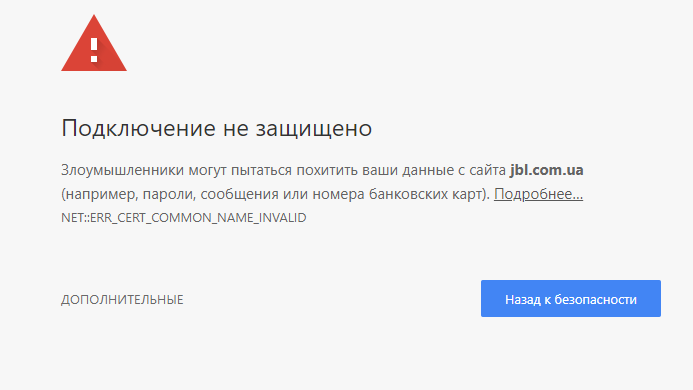 Подключение не защищено
Злоумышленники могут пытаться похитить ваши данные с сайта jbl.com.ua
(например, пароли, сообщения или номера банковских карт). Подробнее...
NET::ERR_CERT_COMMON_NAME_INVALID
ДОПОЛНИТЕЛЬНЫЕ
Назад к безопасности